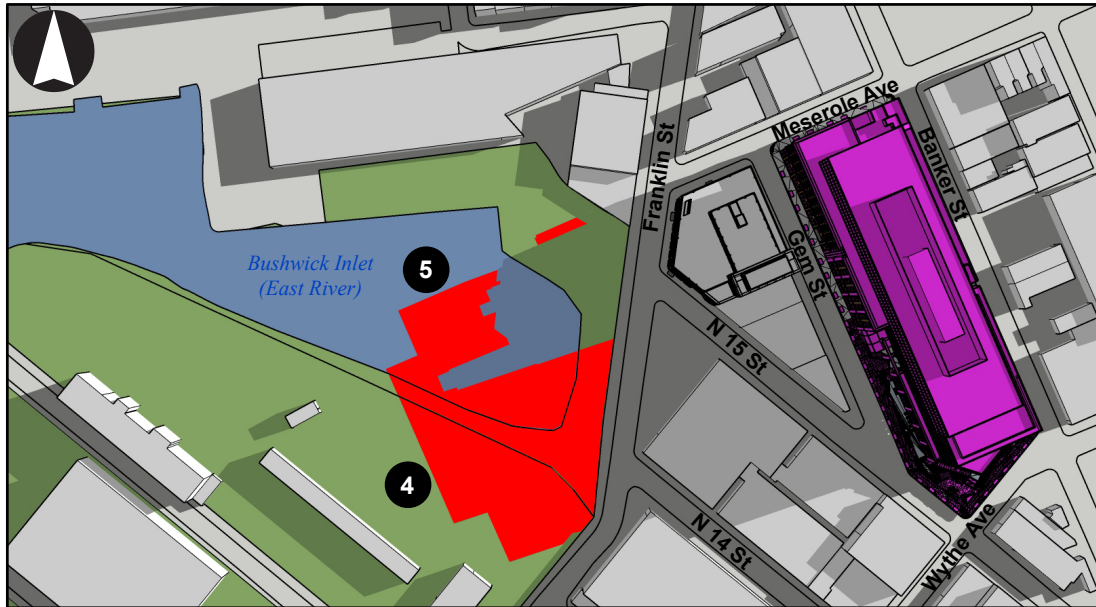 Meserole Ave
Franklin St
Banker St
Gem St
Bushwick Inlet
(East River)
5
N 15 St
4
N 14 St
Wythe Ave